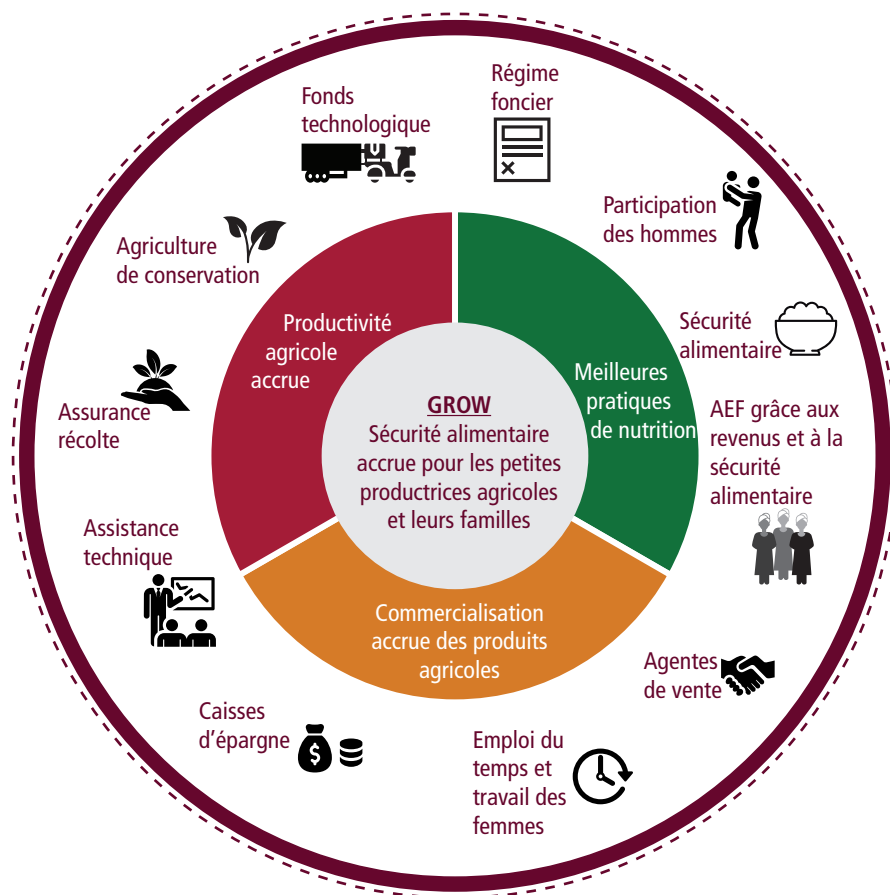 Fonds
technologique
Régime
foncier
Participation
des hommes
Agriculture
de conservation
Sécurité
alimentaire
Productivité
agricole
accrue
Meilleures
pratiques
de nutrition
Assurance
récolte
GROW
Sécurité alimentaire
accrue pour les petites
productrices agricoles
et leurs familles
AEF grâce aux
revenus et à la
sécurité
alimentaire
Assistance
technique
Commercialisation
accrue des produits
agricoles
Agentes
de vente
Caisses
d'épargne
$
Emploi du
temps et
travail des
femmes